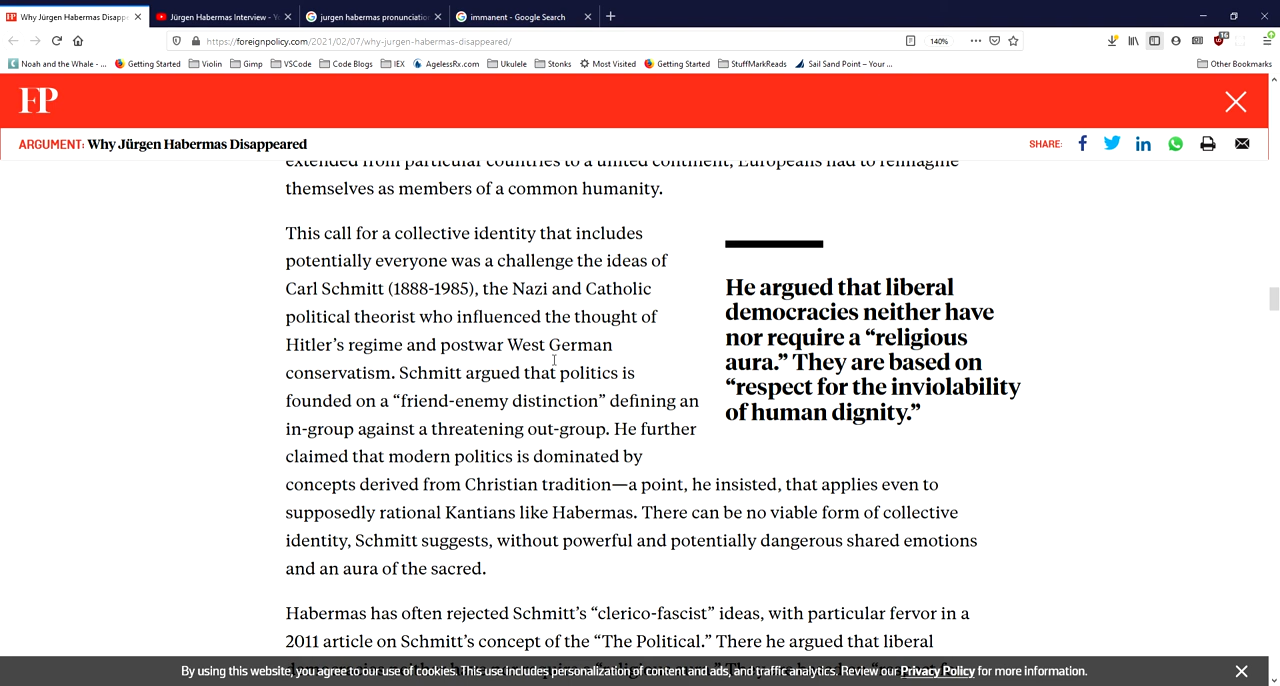 Why Jürgen Habermas Disapp
Jürgen Habermas Interview - Y
jurgen habermas pronunciation
immanent - Google Search
https://foreignpolicy.com/2021/02/07/why-jurgen-habermas-disappeared/
140%
Noah and the Whale - ...
Getting Started
Violin
Gimp
VSCode
Code Blogs
IEX
AgelessRx.com
Ukulele
Stonks
Most Visited
Getting Started
StuffMarkReads
Sail Sand Point – Your ...
Other Bookmarks
FP
ARGUMENT: Why Jürgen Habermas Disappeared
SHARE:
extended from particular countries to a united continent, Europeans had to reimagine
themselves as members of a common humanity.
This call for a collective identity that includes
potentially everyone was a challenge the ideas of
Carl Schmitt (1888-1985), the Nazi and Catholic
political theorist who influenced the thought of
Hitler’s regime and postwar West German
conservatism. Schmitt argued that politics is
founded on a “friend-enemy distinction” defining an
in-group against a threatening out-group. He further
claimed that modern politics is dominated by
concepts derived from Christian tradition—a point, he insisted, that applies even to
supposedly rational Kantians like Habermas. There can be no viable form of collective
identity, Schmitt suggests, without powerful and potentially dangerous shared emotions
and an aura of the sacred.
He argued that liberal
democracies neither have
nor require a “religious
aura.” They are based on
“respect for the inviolability
of human dignity.”
Habermas has often rejected Schmitt’s “clerico-fascist” ideas, with particular fervor in a
2011 article on Schmitt’s concept of the “The Political.” There he argued that liberal
By using this website, you agree to our use of cookies. This use includes personalization of content and ads, and traffic analytics. Review our Privacy Policy for more information.